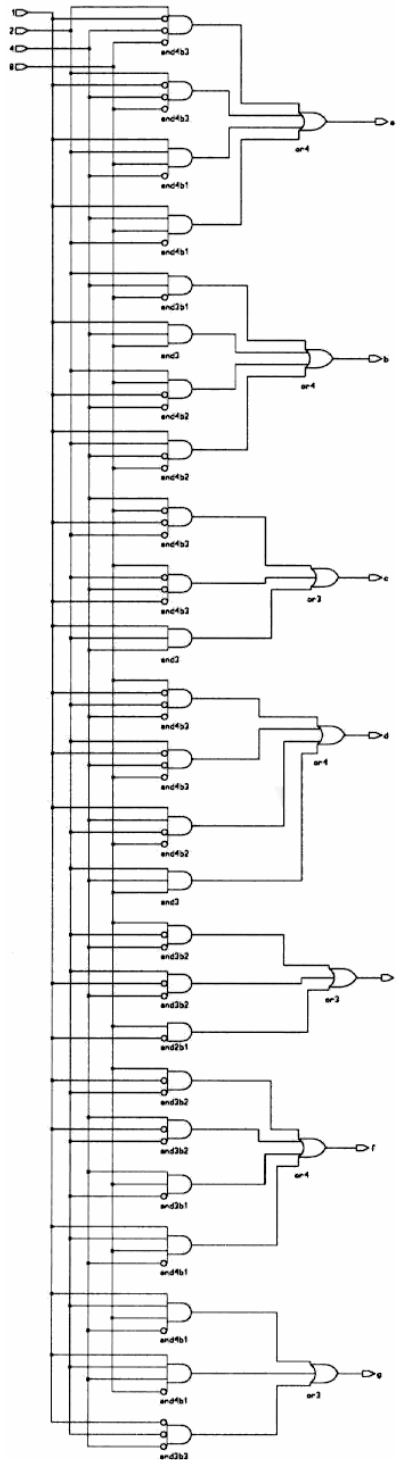 1
2
4
8
and4b3
and4b3
or4
a
and4b1
and4b1
and3b1
and3
or4
b
and4b2
and4b2
and4b3
and4b3
or3
c
and3
and4b3
and4b3
or4
d
and4b2
and3
and3b2
and3b2
or3
and2b1
and3b2
and3b2
or4
f
and3b1
and4b1
and4b1
and4b1
or3
g
and3b3